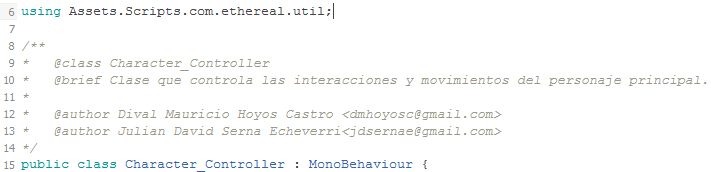 6 using Assets.Scripts.com.ethereal.util;
7
8 /**
9 * @class Character_Controller
10 * @brief Clase que controla las interacciones y movimientos del personaje principal.
11 *
12 * @author Dival Mauricio Hoyos Castro <dmhoyosc@gmail.com>
13 * @author Julian David Serna Echeverri<jdsernae@gmail.com>
14 */
15 public class Character_Controller : MonoBehaviour {